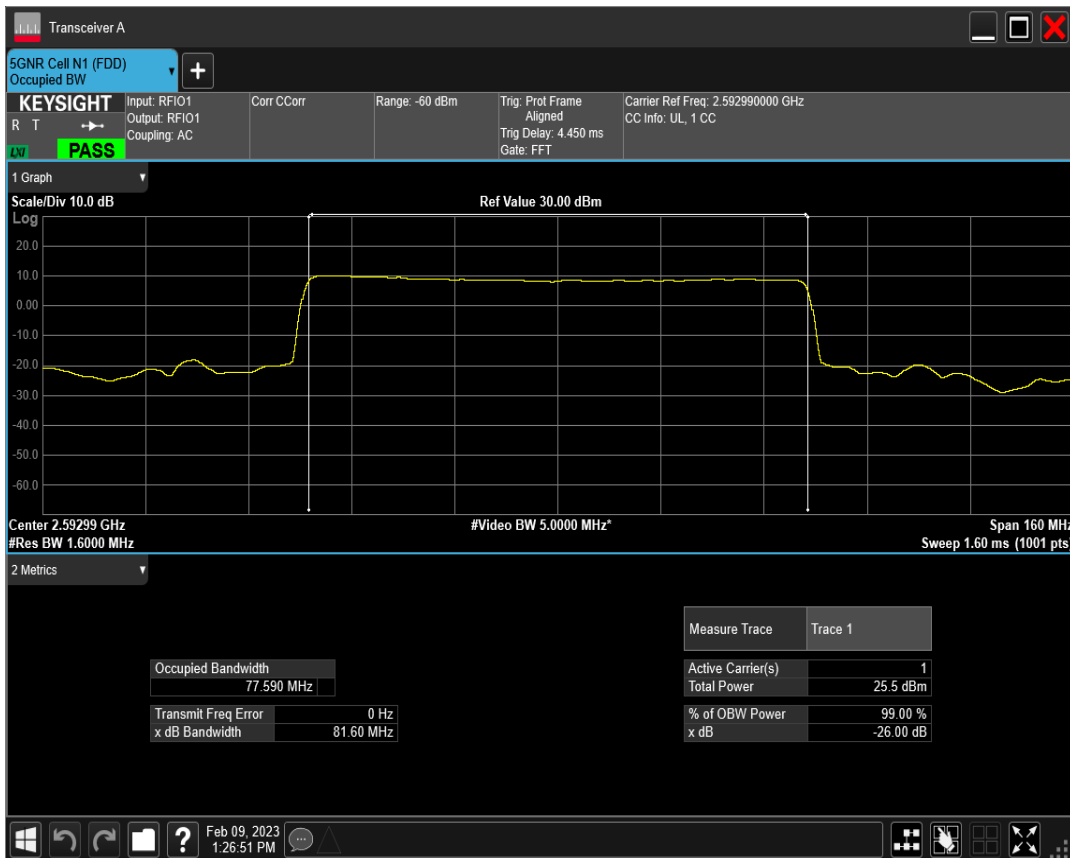 Transceiver A
5GNR Cell N1 (FDD)
Occupied BW
+
KEYSIGHT
R T
LXI
PASS
Input: RFIO1
Output: RFIO1
Coupling: AC
Corr CCorr
Range: -60 dBm
Trig: Prot Frame
Aligned
Trig Delay: 4.450 ms
Gate: FFT
Carrier Ref Freq: 2.592990000 GHz
CC Info: UL, 1 CC
1 Graph
Scale/Div 10.0 dB
Ref Value 30.00 dBm
Log
20.0
10.0
0.00
-10.0
-20.0
-30.0
-40.0
-50.0
-60.0
Center 2.59299 GHz
#Video BW 5.0000 MHz*
Span 160 MHz
#Res BW 1.6000 MHz
Sweep 1.60 ms (1001 pts)
2 Metrics
Measure Trace Trace 1
Occupied Bandwidth
77.590 MHz
Active Carrier(s) 1
Total Power 25.5 dBm
Transmit Freq Error 0 Hz
x dB Bandwidth 81.60 MHz
% of OBW Power 99.00 %
x dB -26.00 dB
?
Feb 09, 2023
1:26:51 PM